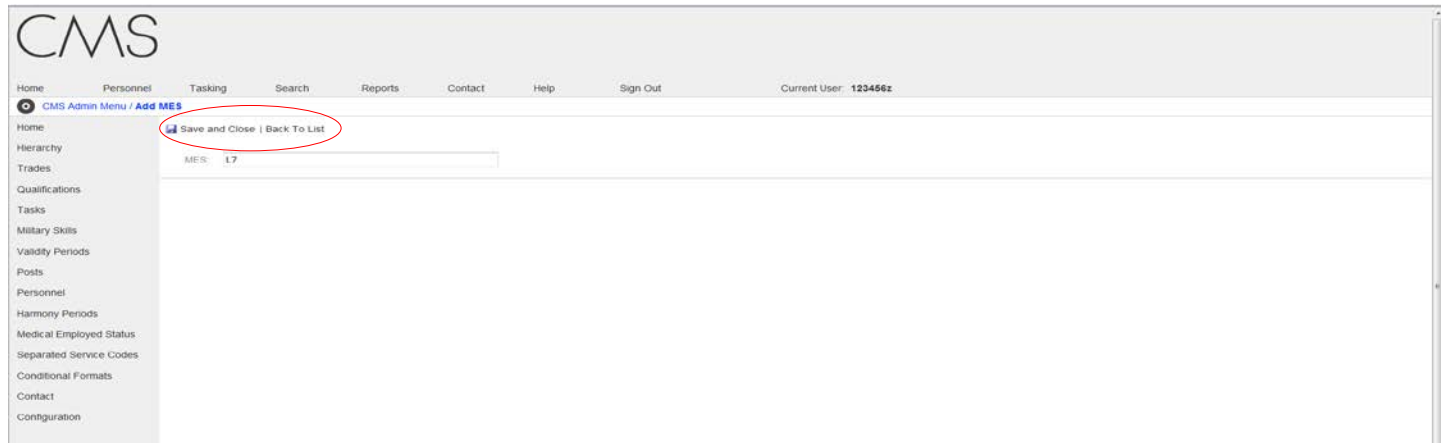 CMS
Home Personnel Tasking Search Reports Contact Help Sign Out Current User: 123456z
CMS Admin Menu / Add MES
Home
Save and Close | Back To List
Hierarchy
MES: L7
Trades
Qualifications
Tasks
Military Skills
Validity Periods
Posts
Personnel
Harmony Periods
Medical Employed Status
Separated Service Codes
Conditional Formats
Contact
Configuration